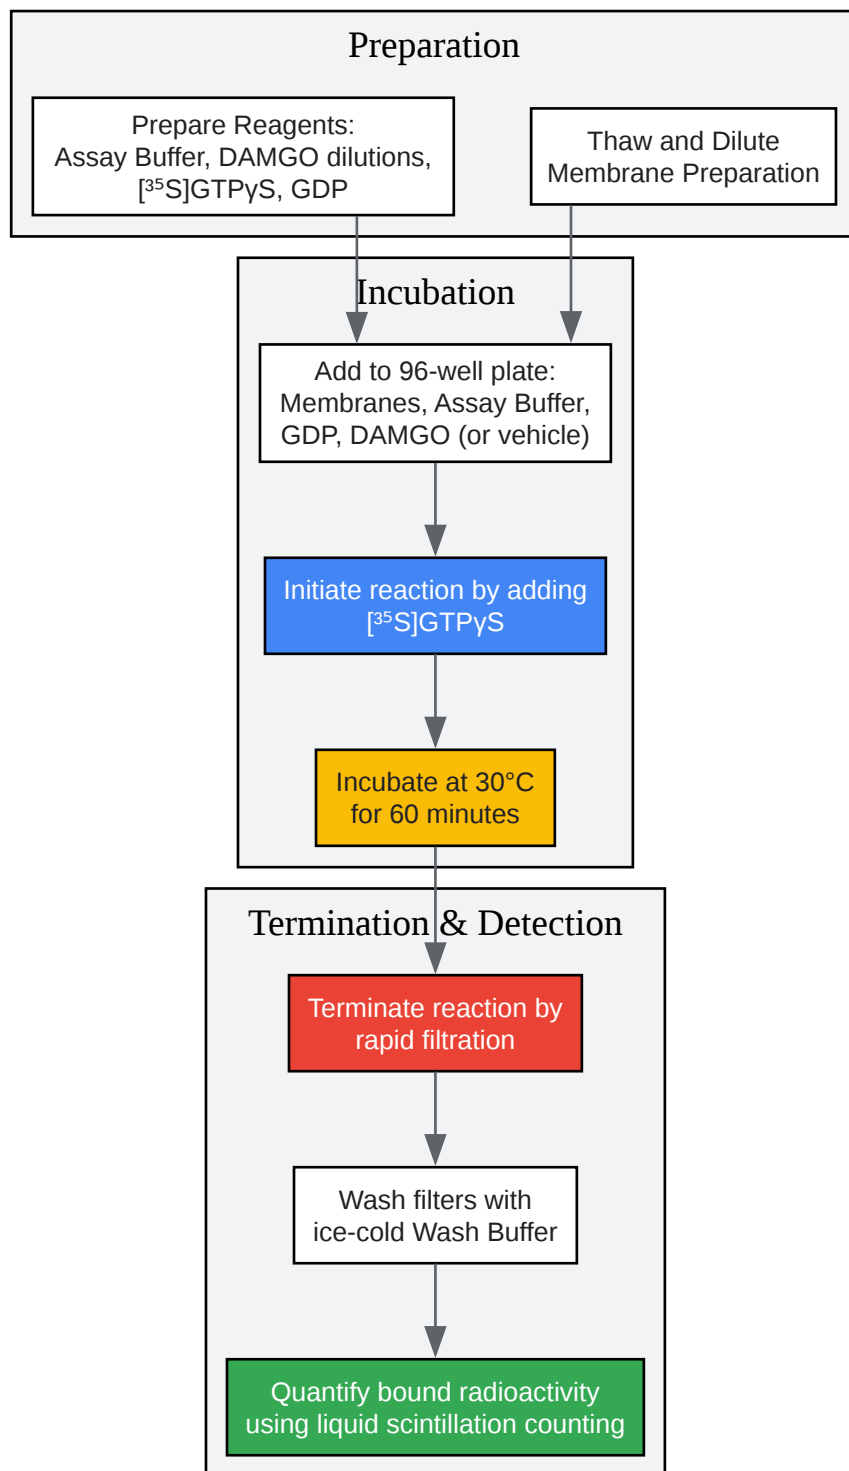 Preparation
Prepare Reagents:
Assay Buffer, DAMGO dilutions,
[³⁵S]GTPγS, GDP
Thaw and Dilute
Membrane Preparation
Incubation
Add to 96-well plate:
Membranes, Assay Buffer,
GDP, DAMGO (or vehicle)
Initiate reaction by adding
[³⁵S]GTPγS
Incubate at 30°C
for 60 minutes
Termination & Detection
Terminate reaction by
rapid filtration
Wash filters with
ice-cold Wash Buffer
Quantify bound radioactivity
using liquid scintillation counting